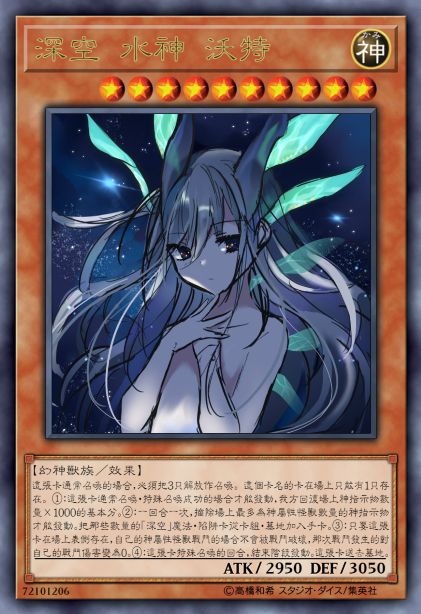 深空 水神 沃特
神
かみ
【幻神獸族／效果】
這張卡通常召喚的場合,必須把3只解放作召喚。這個卡名的卡在場上只能有1只存
在。①:這張卡通常召喚·特殊召喚成功的場合才能發動,我方回復場上神指示物數
量×1000的基本分。②:一回合一次,擯除場上最多為神屬性怪獸數量的神指示物
才能發動。把那些數量的「深空」魔法·陷阱卡從卡組·墓地加入手卡。③:只要這張
卡在場上表側存在,自己的神屬性怪獸戰鬥的場合不會被戰鬥破壞,那次戰鬥發生的對
自己的戰鬥傷害變為0。④:這張卡特殊召喚的回合,結束階段發動。這張卡送去墓地。
ATK / 2950 DEF / 3050
72101206
©高橋和希 スタジオ・ダイス/集英社